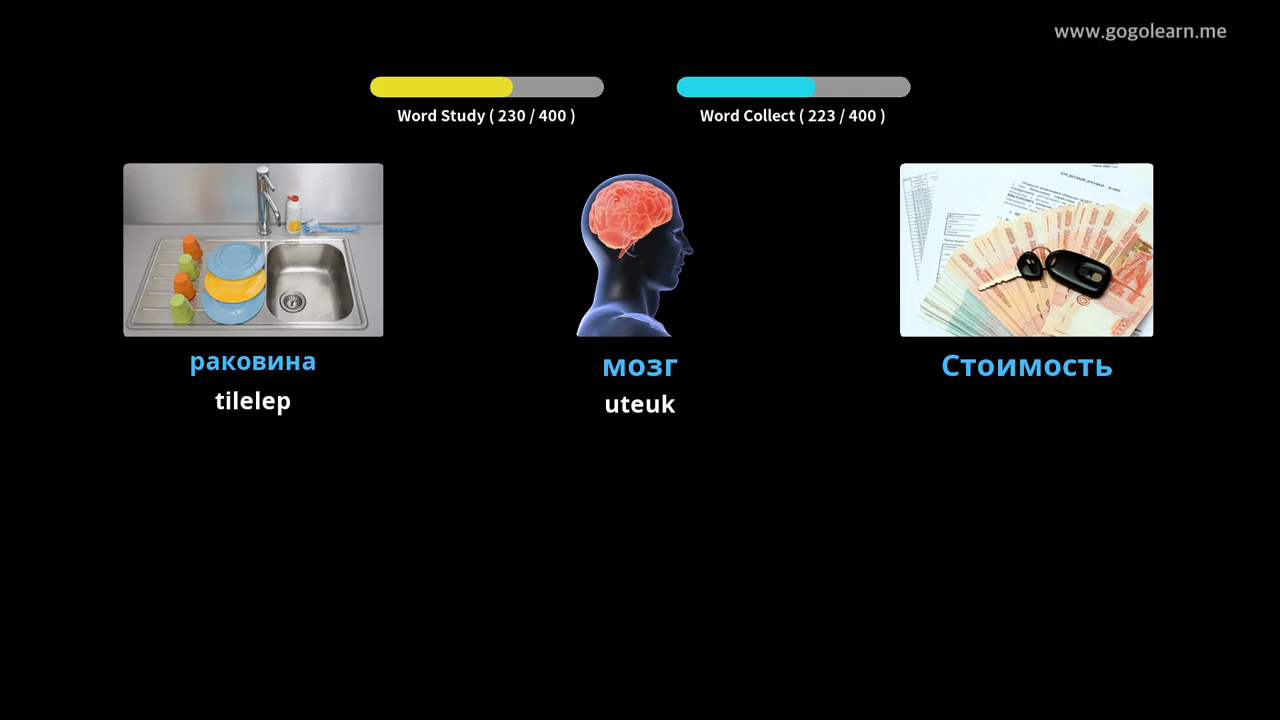 www.gogolearn.me
Word Study ( 230 / 400 )
Word Collect ( 223 / 400 )
раковина
tilelep
мозг
uteuk
Стоимость